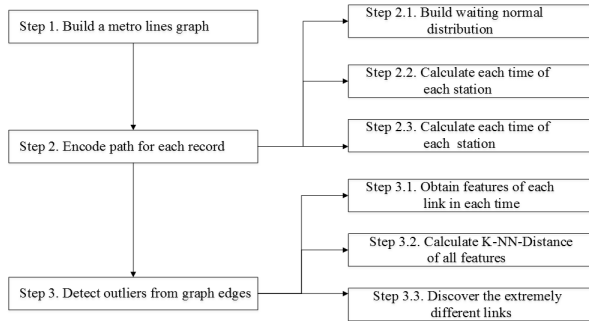 Step 1. Build a metro lines graph
Step 2.1. Build waiting normal
distribution
Step 2.2. Calculate each time of
each station
Step 2. Encode path for each record
Step 2.3. Calculate each time of
each station
Step 3.1. Obtain features of each
link in each time
Step 3.2. Calculate K-NN-Distance
of all features
Step 3. Detect outliers from graph edges
Step 3.3. Discover the extremely
different links